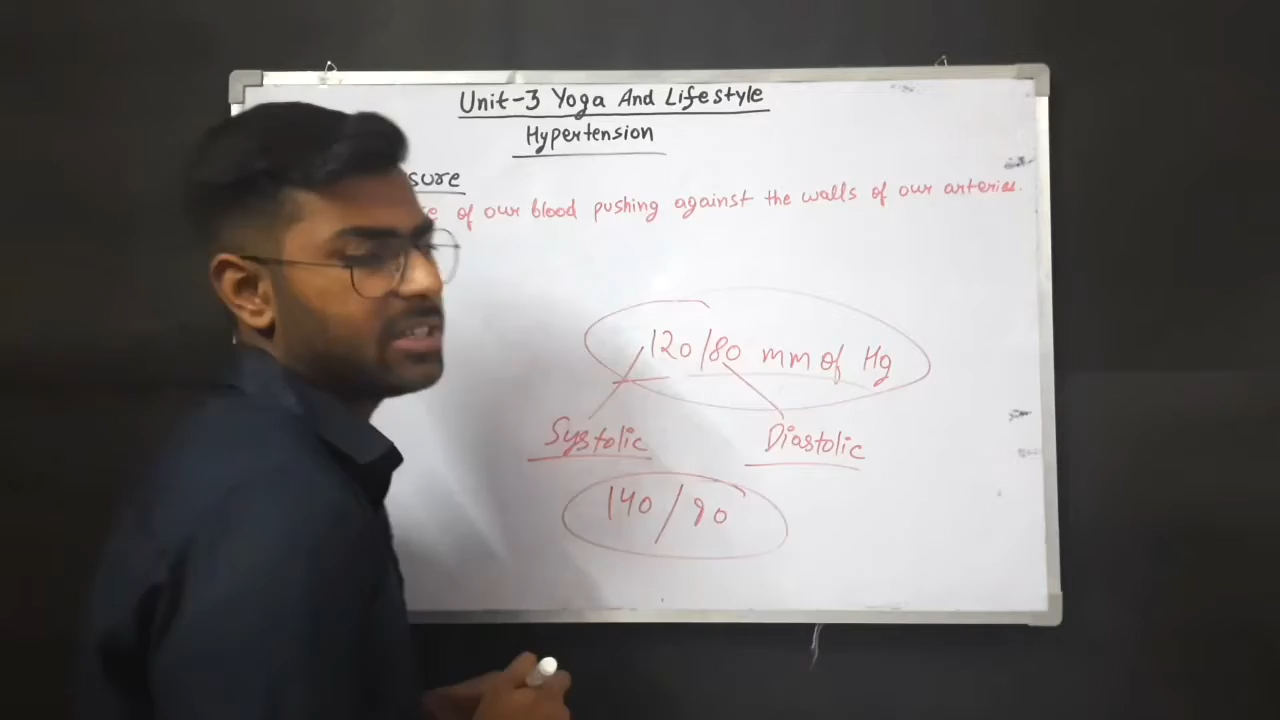 Unit-3 Yoga And Lifestyle
Hypertension
sure
of our blood pushing against the walls of our arteries.
120/80 mm of Hg
Systolic Diastolic
140/90